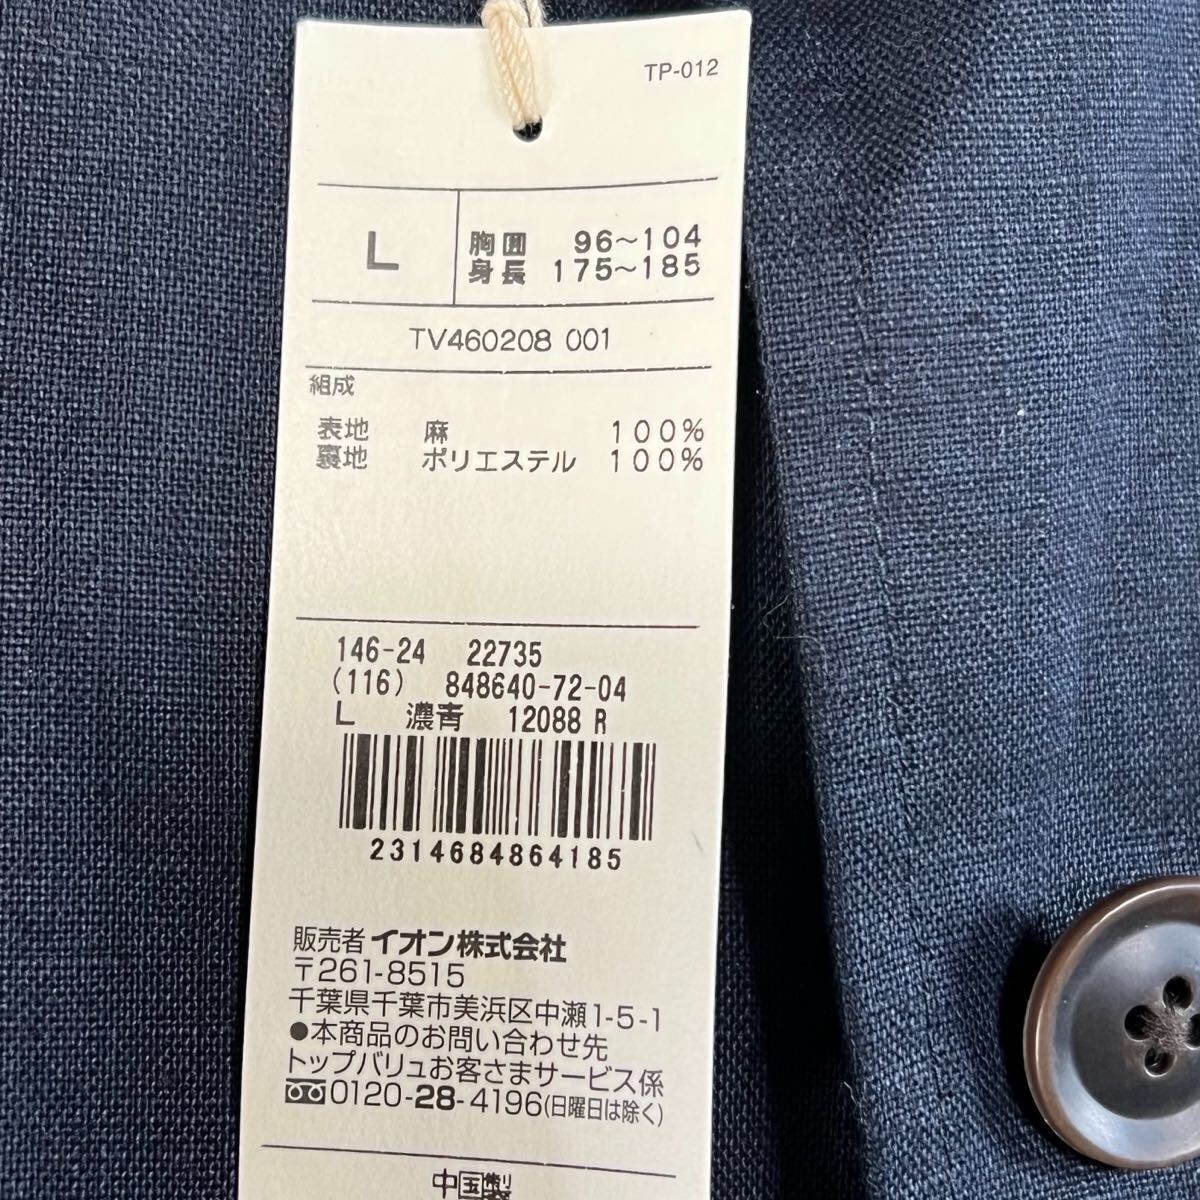 TP-012
L
胸囲 96～104
身長 175～185
TV460208 001
組成
表地 麻 100%
裏地 ポリエステル 100%
146-24 22735
(116) 848640-72-04
L 濃青 12088 R
2314684864185
販売者 イオン株式会社
〒261-8515
千葉県千葉市美浜区中瀬1-5-1
●本商品のお問い合わせ先
トップバリュお客さまサービス係
0120-28-4196(日曜日は除く)
中国